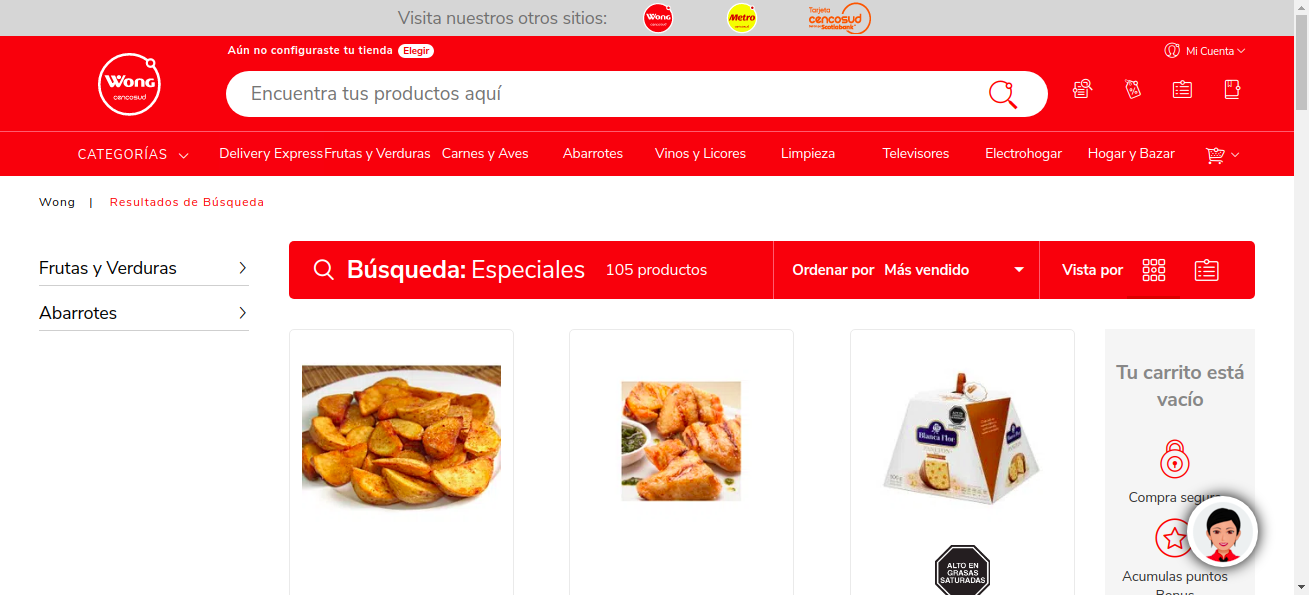 Visita nuestros otros sitios:
Wong
cencosud
Metro
Tarjeta
cencosud
Scotiabank
Aún no configuraste tu tienda Elegir
Mi Cuenta
Wong
cencosud
Encuentra tus productos aquí
CATEGORÍAS
Delivery Express
Frutas y Verduras
Carnes y Aves
Abarrotes
Vinos y Licores
Limpieza
Televisores
Electrohogar
Hogar y Bazar
Wong | Resultados de Búsqueda
Frutas y Verduras
Abarrotes
Búsqueda: Especiales 105 productos
Ordenar por Más vendido
Vista por
Blanca Flor
PANETÓN
ALTO EN
GRASAS
SATURADAS
Tu carrito está
vacío
Compra segura
Acumulas puntos
Bonus